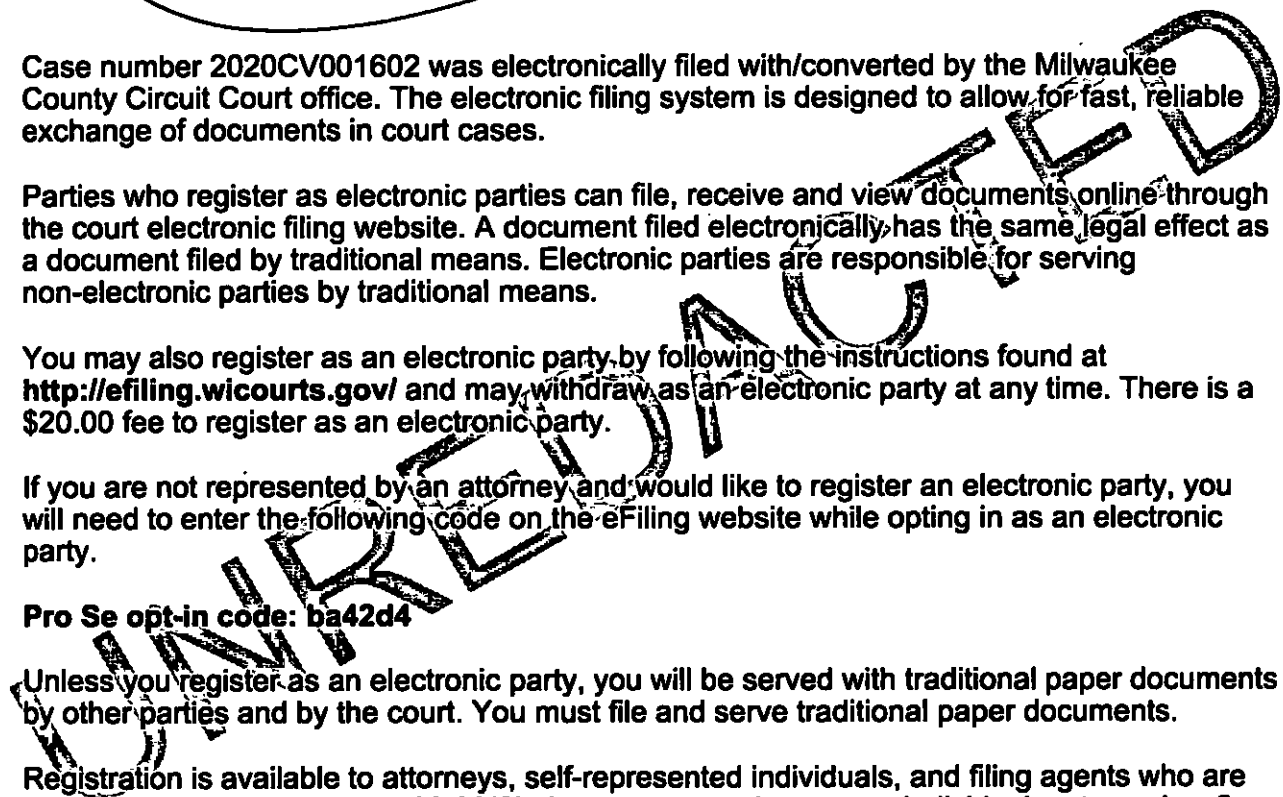 Case number 2020CV001602 was electronically filed with/converted by the Milwaukee
County Circuit Court office. The electronic filing system is designed to allow for fast, reliable
exchange of documents in court cases.
Parties who register as electronic parties can file, receive and view documents online through
the court electronic filing website. A document filed electronically has the same legal effect as
a document filed by traditional means. Electronic parties are responsible for serving
non-electronic parties by traditional means.
You may also register as an electronic party by following the instructions found at
http://efiling.wicourts.gov/ and may withdraw as an electronic party at any time. There is a
$20.00 fee to register as an electronic party.
If you are not represented by an attorney and would like to register an electronic party, you
will need to enter the following code on the eFiling website while opting in as an electronic
party.
Pro Se opt-in code: ba42d4
Unless you register as an electronic party, you will be served with traditional paper documents
by other parties and by the court. You must file and serve traditional paper documents.
Registration is available to attorneys, self-represented individuals, and filing agents who are
UNREDACTED